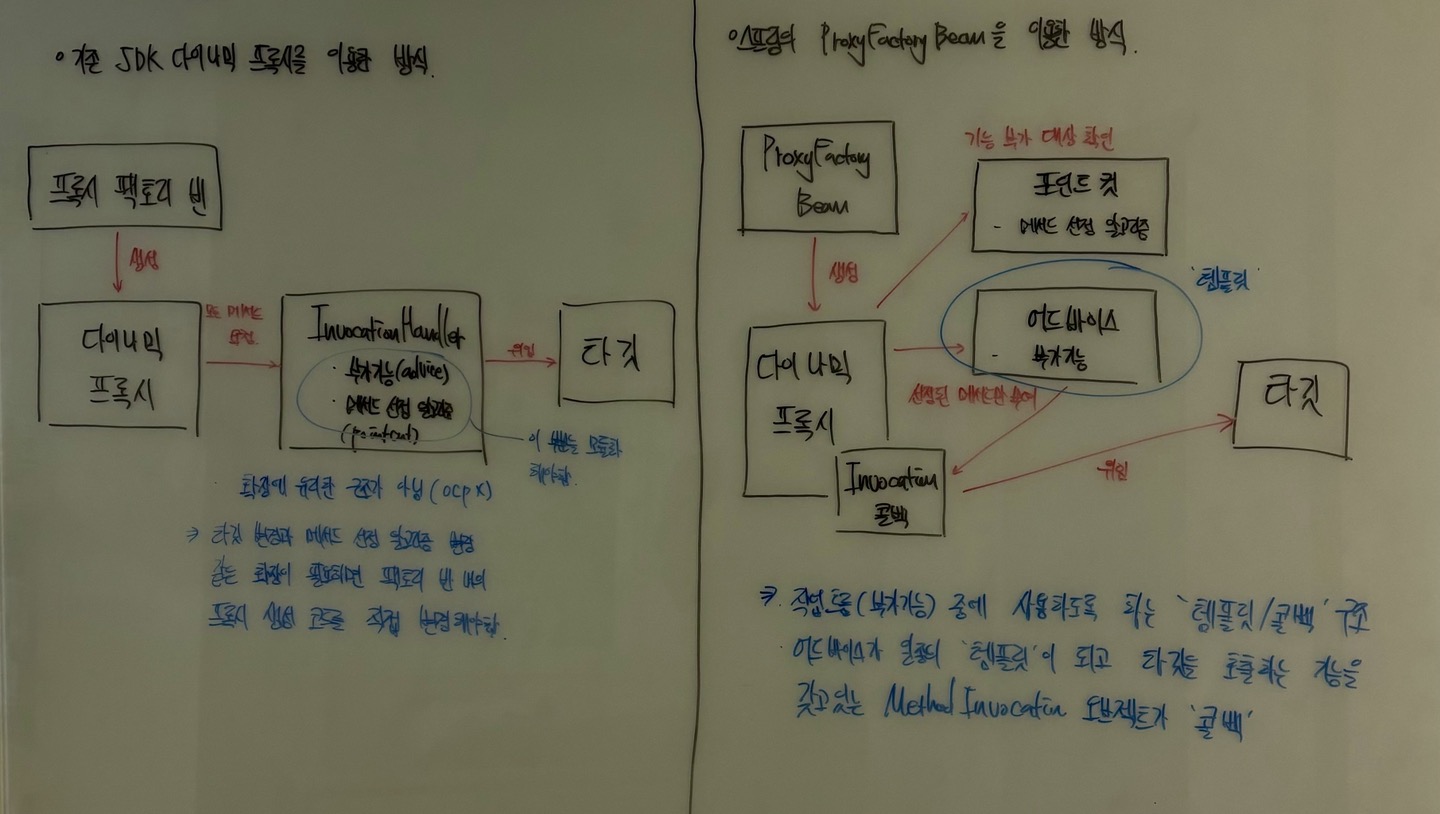 • 기존 JDK 다이나믹 프록시를 이용한 방식.
프록시 팩토리 빈
생성
다이나믹
프록시
모든 메서드
요청
InvocationHandler
· 부가기능(advice)
· 메서드 선정 알고리즘
(pointcut)
위임
타깃
이 부분을 모듈화
해야함.
확장에 유리한 구조가 아님 (OCP X)
=> 타깃 변경과 메서드 선정 알고리즘 변경
같은 확장이 필요하면 팩토리 빈 내의
프록시 생성 코드를 직접 변경해야함.
• 스프링의 ProxyFactoryBean을 이용한 방식.
ProxyFactory
Bean
생성
기능 부가 대상 확인
포인트컷
- 메서드 선정 알고리즘
'템플릿'
어드바이스
- 부가기능
다이나믹
프록시
선정된 메서드만 부여
Invocation
콜백
위임
타깃
=> 작업흐름(부가기능) 중에 사용하도록 하는 '템플릿/콜백' 구조
어드바이스가 일종의 '템플릿'이 되고 타깃을 호출하는 기능을
갖고있는 MethodInvocation 오브젝트가 '콜백'